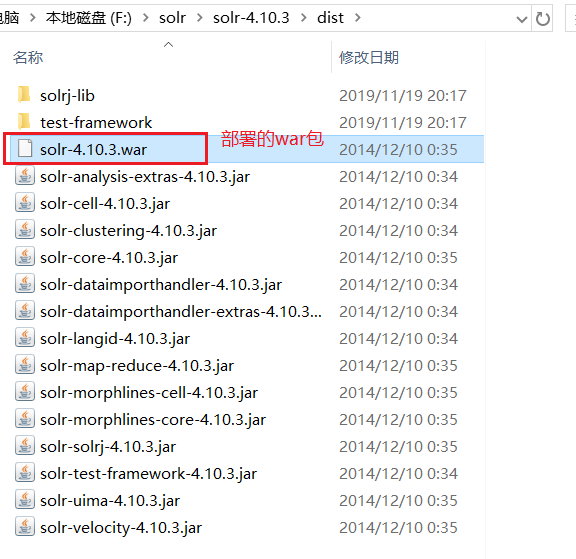 电脑 > 本地磁盘 (F:) > solr > solr-4.10.3 > dist >
名称 修改日期
solrj-lib 2019/11/19 20:17
test-framework 2019/11/19 20:17
solr-4.10.3.war 部署的war包 2014/12/10 0:35
solr-analysis-extras-4.10.3.jar 2014/12/10 0:34
solr-cell-4.10.3.jar 2014/12/10 0:34
solr-clustering-4.10.3.jar 2014/12/10 0:34
solr-core-4.10.3.jar 2014/12/10 0:35
solr-dataimporthandler-4.10.3.jar 2014/12/10 0:34
solr-dataimporthandler-extras-4.10.3... 2014/12/10 0:35
solr-langid-4.10.3.jar 2014/12/10 0:34
solr-map-reduce-4.10.3.jar 2014/12/10 0:35
solr-morphlines-cell-4.10.3.jar 2014/12/10 0:35
solr-morphlines-core-4.10.3.jar 2014/12/10 0:35
solr-solrj-4.10.3.jar 2014/12/10 0:35
solr-test-framework-4.10.3.jar 2014/12/10 0:34
solr-uima-4.10.3.jar 2014/12/10 0:35
solr-velocity-4.10.3.jar 2014/12/10 0:35